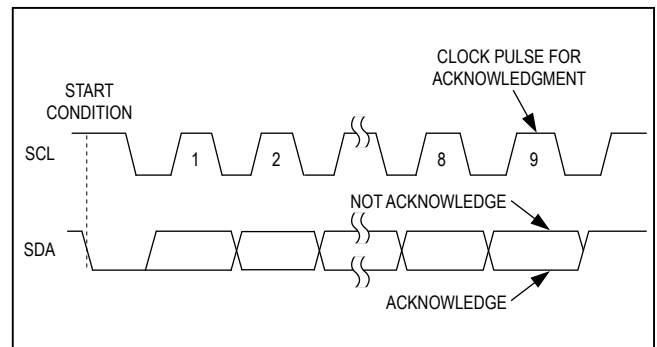 CLOCK PULSE FOR
ACKNOWLEDGMENT
START
CONDITION
SCL
1
2
8
9
NOT ACKNOWLEDGE
SDA
ACKNOWLEDGE